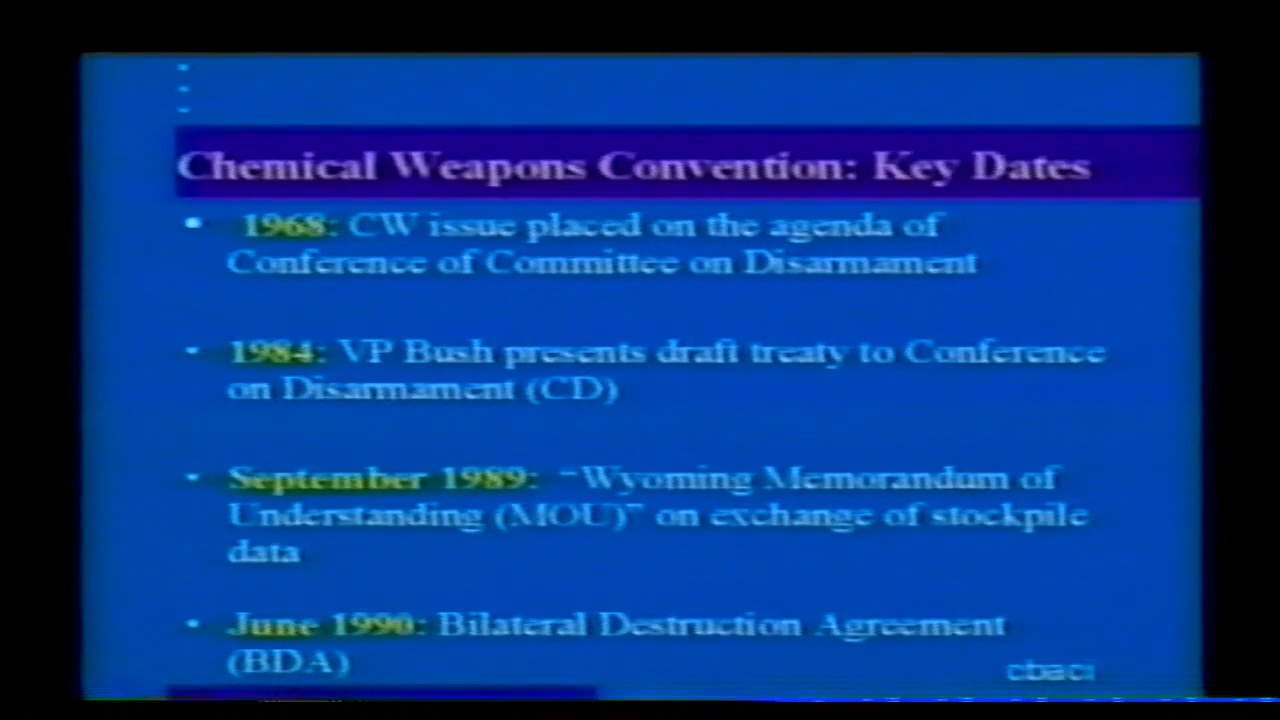 Chemical Weapons Convention: Key Dates
• 1968: CW issue placed on the agenda of
Conference of Committee on Disarmament
• 1984: VP Bush presents draft treaty to Conference
on Disarmament (CD)
• September 1989: "Wyoming Memorandum of
Understanding (MOU)" on exchange of stockpile
data
• June 1990: Bilateral Destruction Agreement
(BDA)
cbaci